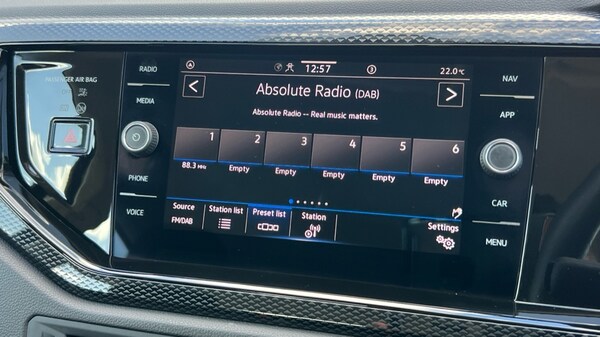 PASSENGER AIR BAG
RADIO
MEDIA
PHONE
VOICE
12:57
22.0°C
Absolute Radio (DAB)
Absolute Radio -- Real music matters.
1 2 3 4 5 6
88.3 MHz Empty Empty Empty Empty Empty
Source Station list Preset list Station Settings
FM/DAB
NAV
APP
CAR
MENU